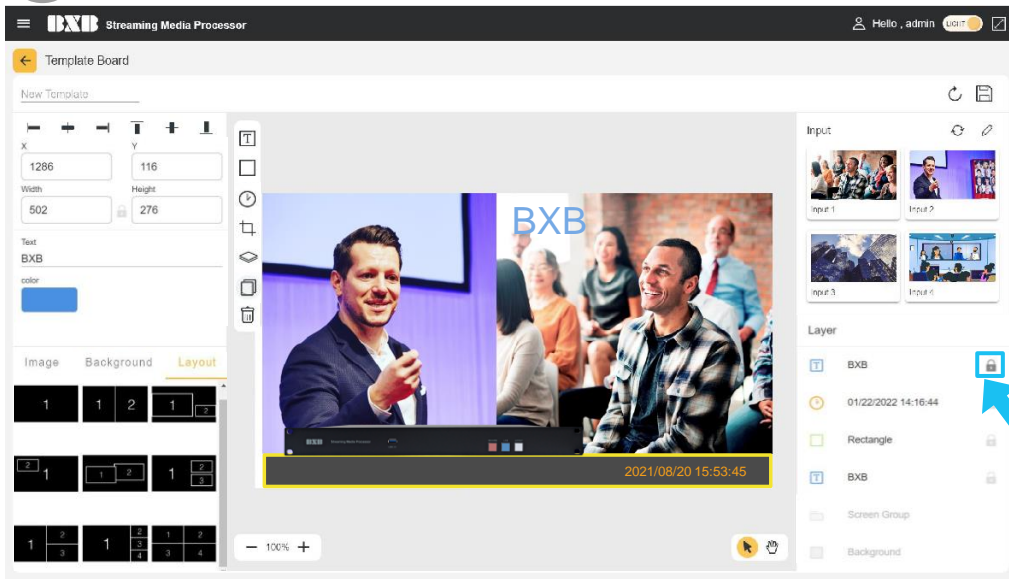 BXB Streaming Media Processor
Hello , admin
LIGHT
Template Board
New Template
X
Y
1286
116
Width
Height
502
276
Text
BXB
color
Image
Background
Layout
1
1 2
1 2
2 1
1 2
1 2 3
1 2 3
1 2 3 4
1 2 3 4
T
BXB
BXB Streaming Media Processor
2021/08/20 15:53:45
100%
Input
Input 1
Input 2
Input 3
Input 4
Layer
T BXB
01/22/2022 14:16:44
Rectangle
T BXB
Screen Group
Background